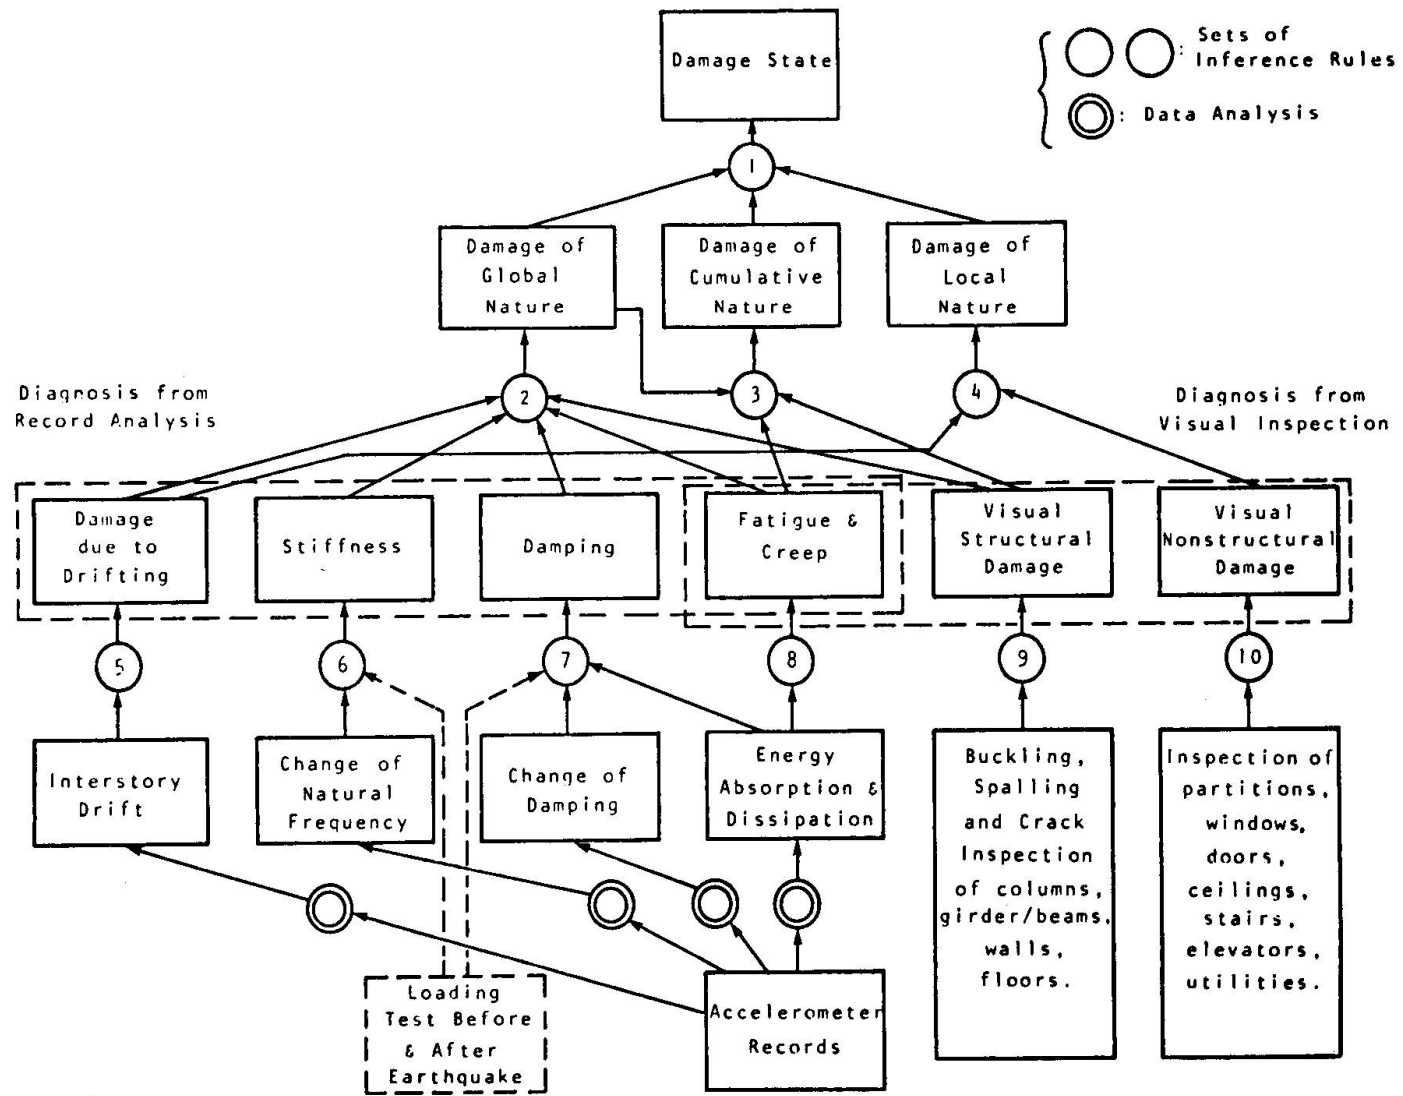 Damage State
Sets of
Inference Rules
: Data Analysis
1
Damage of
Global
Nature
Damage of
Cumulative
Nature
Damage of
Local
Nature
Diagnosis from
Record Analysis
2
3
4
Diagnosis from
Visual Inspection
Damage
due to
Drifting
Stiffness
Damping
Fatigue &
Creep
Visual
Structural
Damage
Visual
Nonstructural
Damage
5
6
7
8
9
10
Interstory
Drift
Change of
Natural
Frequency
Change of
Damping
Energy
Absorption &
Dissipation
Buckling,
Spalling
and Crack
Inspection
of columns,
girder/beams,
walls,
floors.
Inspection of
partitions,
windows,
doors,
ceilings,
stairs,
elevators,
utilities.
Loading
Test Before
& After
Earthquake
Accelerometer
Records